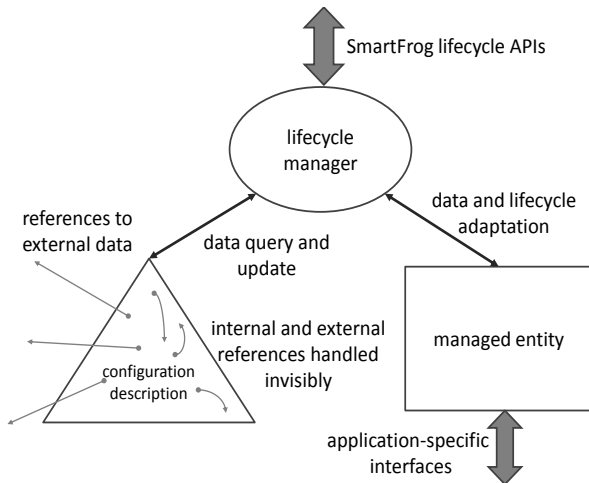 SmartFrog lifecycle APIs
lifecycle
manager
references to
external data
data query and
update
data and lifecycle
adaptation
internal and external
references handled
invisibly
configuration
description
managed entity
application-specific
interfaces